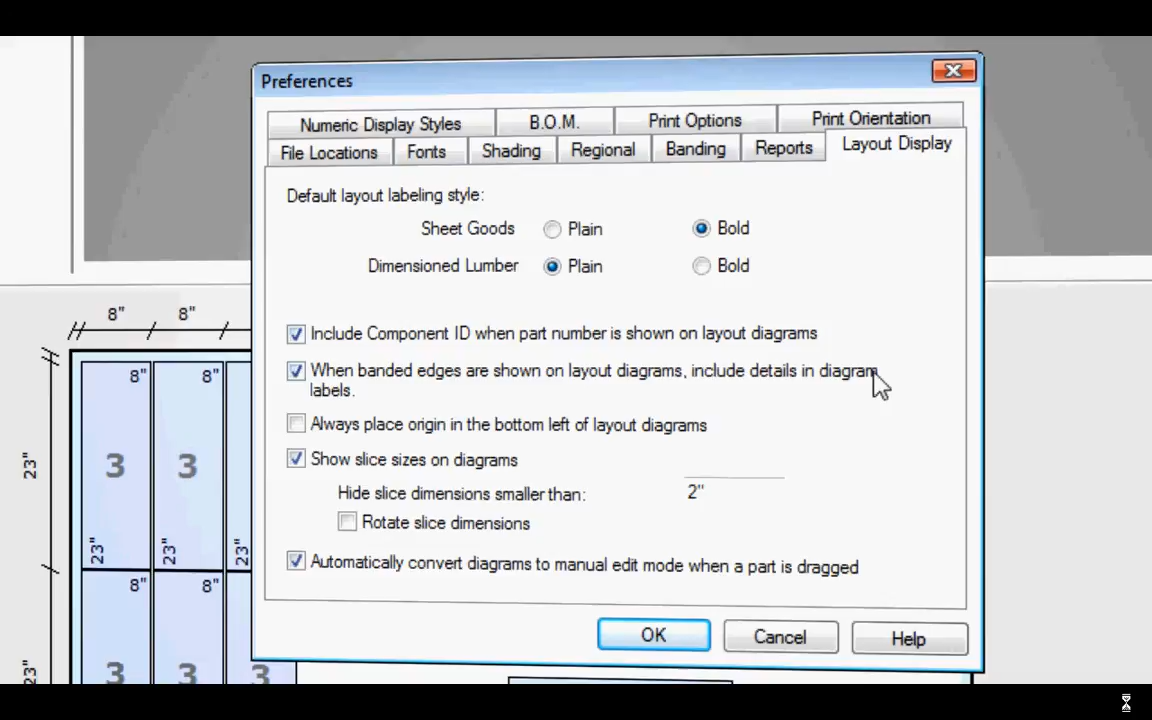 Preferences
Numeric Display Styles B.O.M. Print Options Print Orientation
File Locations Fonts Shading Regional Banding Reports Layout Display
Default layout labeling style:
Sheet Goods Plain Bold
Dimensioned Lumber Plain Bold
Include Component ID when part number is shown on layout diagrams
When banded edges are shown on layout diagrams, include details in diagram
labels.
Always place origin in the bottom left of layout diagrams
Show slice sizes on diagrams
Hide slice dimensions smaller than: 2"
Rotate slice dimensions
Automatically convert diagrams to manual edit mode when a part is dragged
OK Cancel Help
8" 8"
8" 8"
23" 3 3
23" 23" 23"
8" 8"
23" 3 3 3